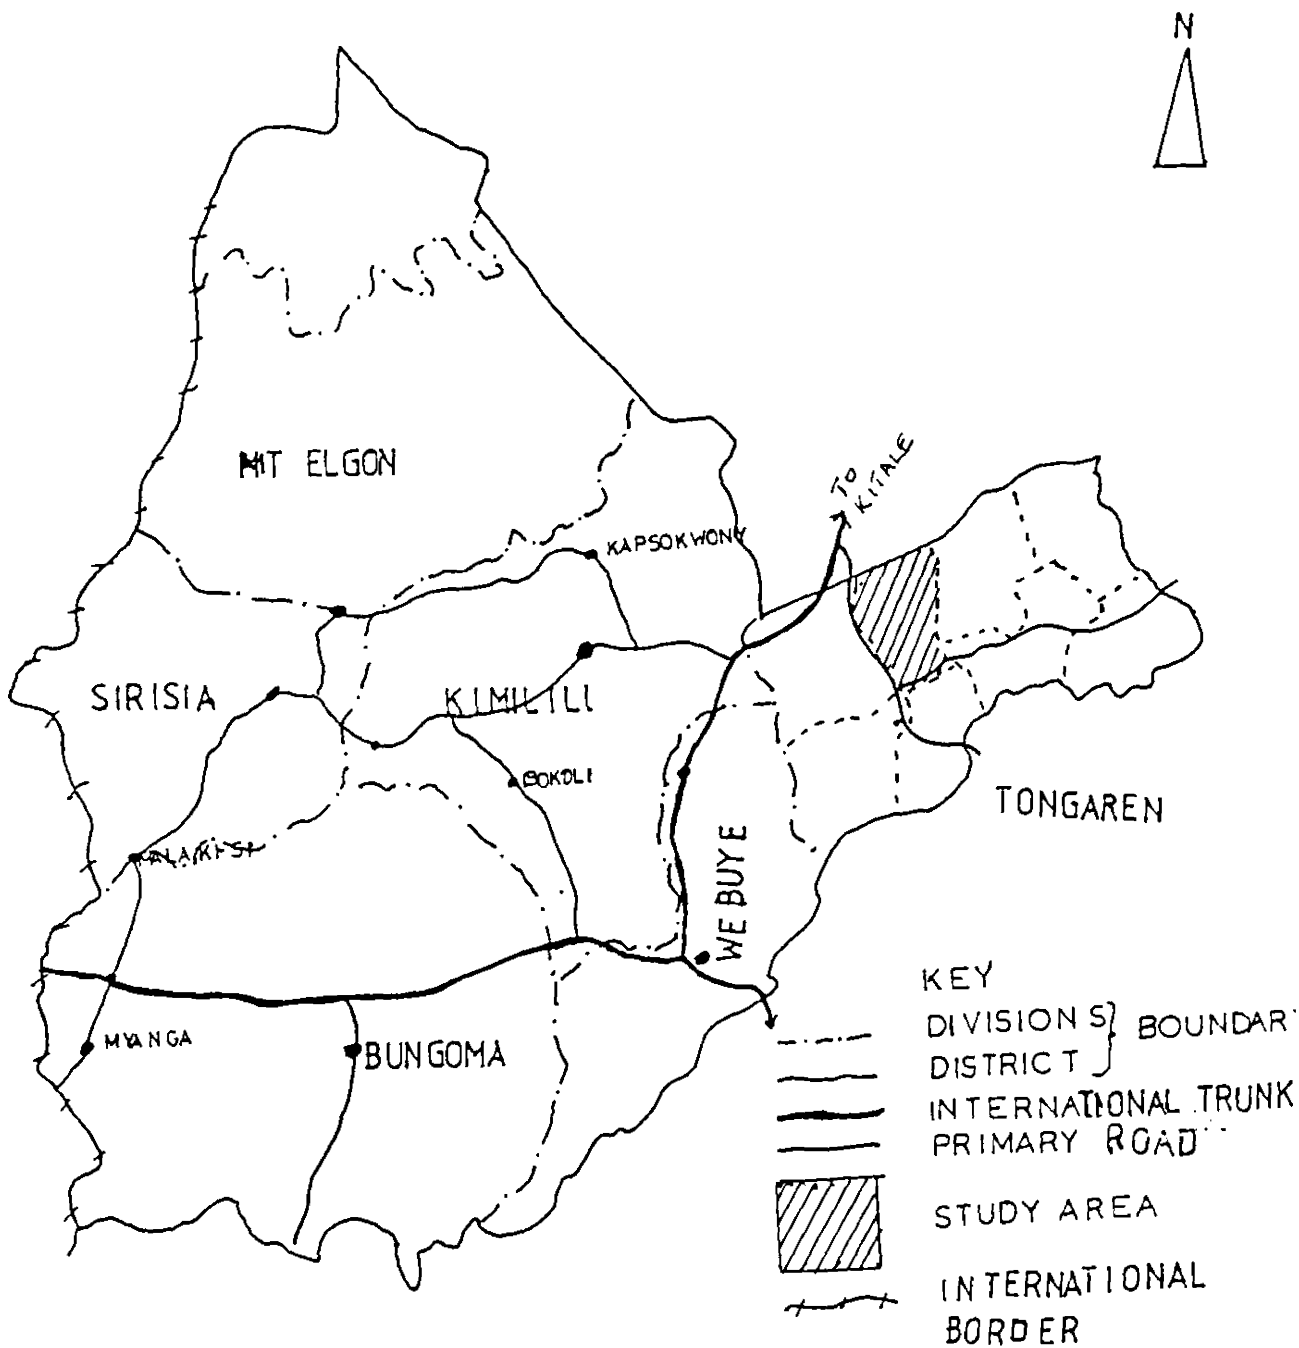 N
MT ELGON
TO
KITALE
KAPSOKWONY
SIRISIA
KIMILILI
BOKOLI
TONGAREN
MALAKISI
WEBUYE
MYANGA
BUNGOMA
KEY
DIVISIONS } BOUNDARY
DISTRICT
INTERNATIONAL TRUNK
PRIMARY ROAD
STUDY AREA
INTERNATIONAL
BORDER